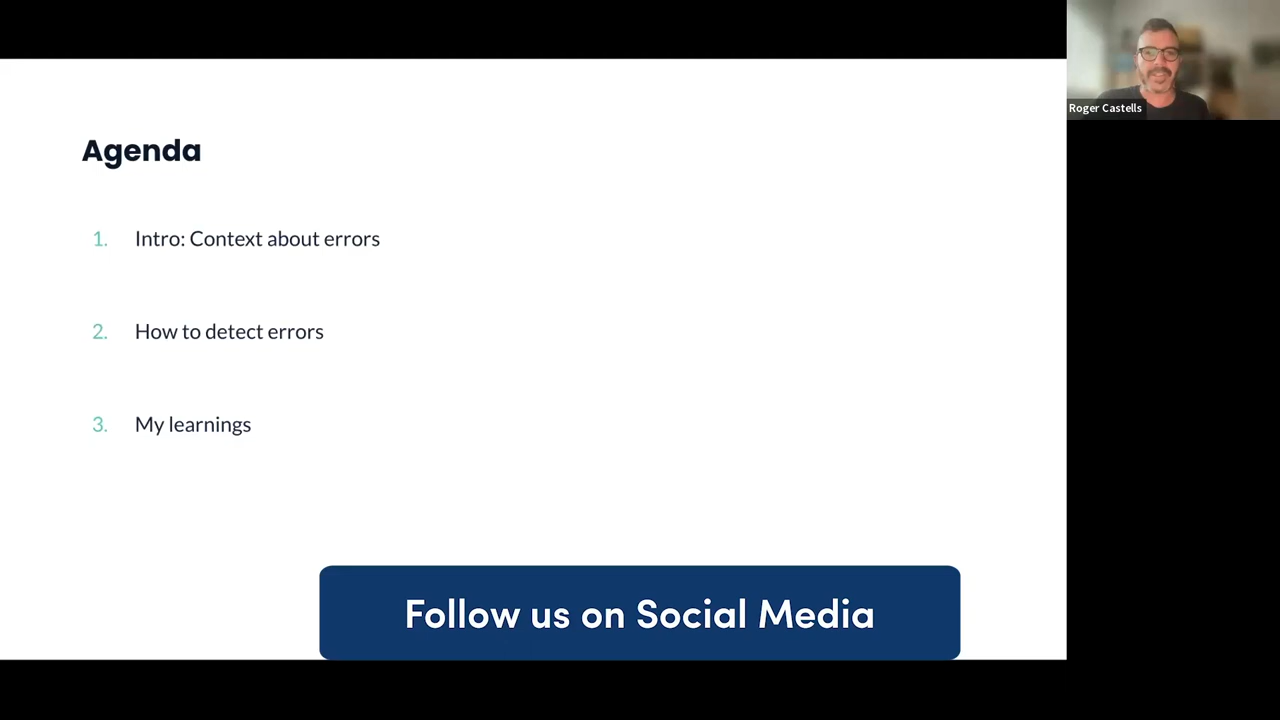 Agenda
1. Intro: Context about errors
2. How to detect errors
3. My learnings
Follow us on Social Media
Roger Castells